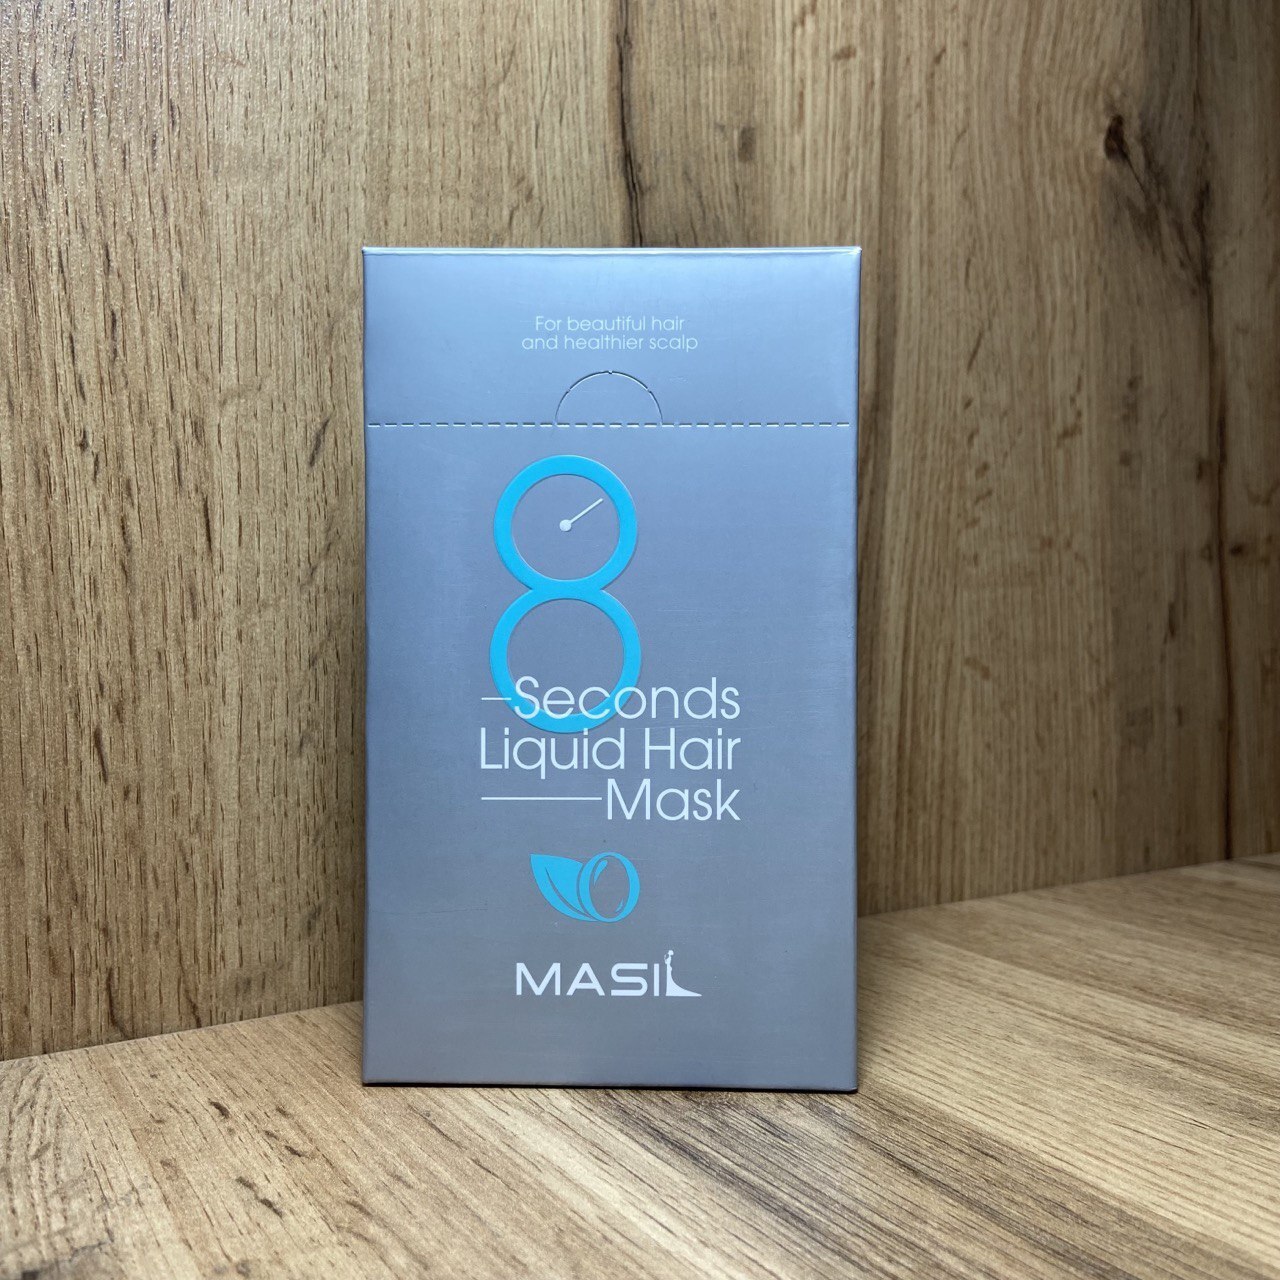 For beautiful hair
and healthier scalp
8
Seconds
Liquid Hair
Mask
MASIL